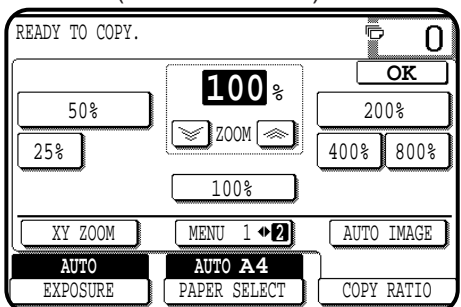 READY TO COPY.
0
OK
100%
50%
200%
ZOOM
25%
400% 800%
100%
XY ZOOM
MENU 1 2
AUTO IMAGE
AUTO
AUTO A4
EXPOSURE
PAPER SELECT
COPY RATIO